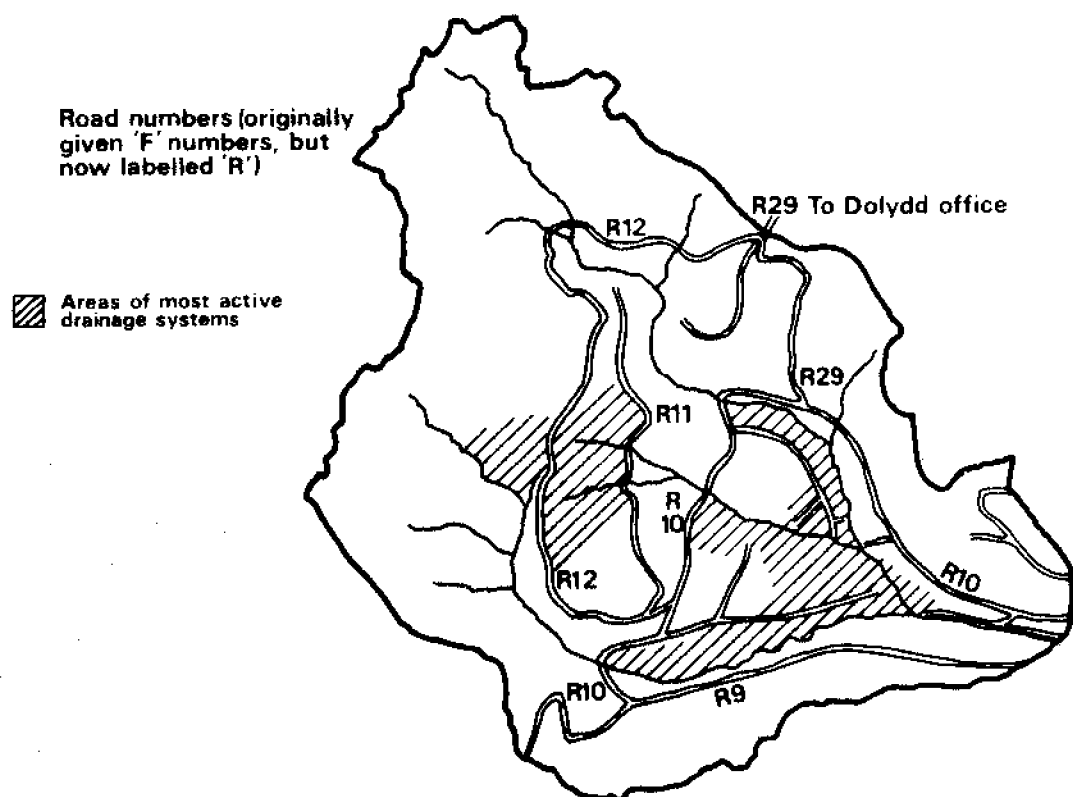 Road numbers (originally
given 'F' numbers, but
now labelled 'R')
R29 To Dolydd office
R12
Areas of most active
drainage systems
R29
R11
R
10
R12
R10
R10
R9